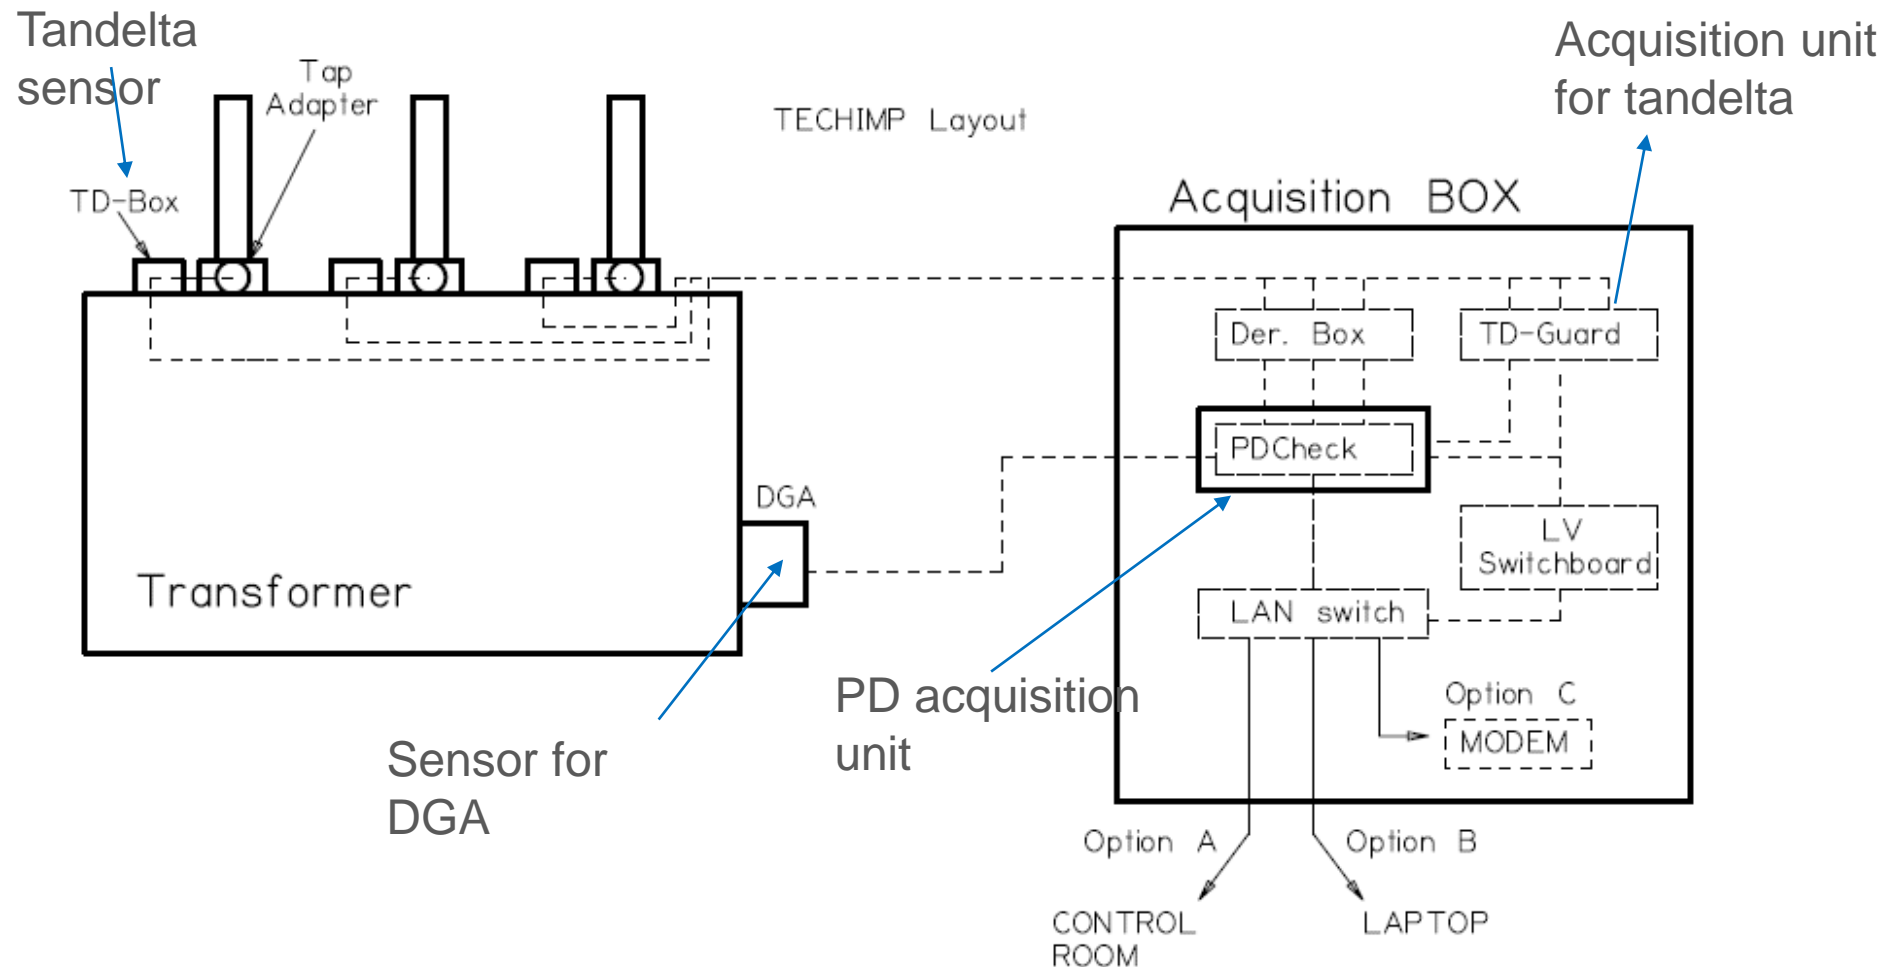 Tandelta
sensor
Tap
Adapter
TD-Box
TECHIMP Layout
Acquisition unit
for tandelta
Acquisition BOX
Der. Box
TD-Guard
PDCheck
DGA
LV
Switchboard
Transformer
LAN switch
PD acquisition
unit
Option C
MODEM
Sensor for
DGA
Option A
Option B
CONTROL
ROOM
LAPTOP